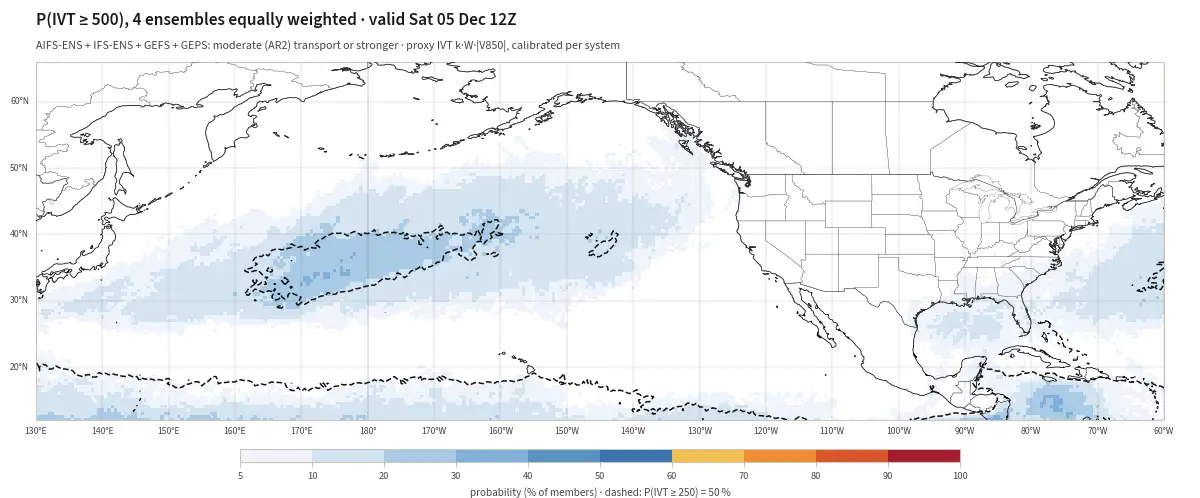 P(IVT ≥ 500), 4 ensembles equally weighted · valid Sat 05 Dec 12Z
AIFS-ENS + IFS-ENS + GEFS + GEPS: moderate (AR2) transport or stronger · proxy IVT k·W·|V850|, calibrated per system
60°N
50°N
40°N
30°N
20°N
130°E 140°E 150°E 160°E 170°E 180° 170°W 160°W 150°W 140°W 130°W 120°W 110°W 100°W 90°W 80°W 70°W 60°W
5 10 20 30 40 50 60 70 80 90 100
probability (% of members) · dashed: P(IVT ≥ 250) = 50 %